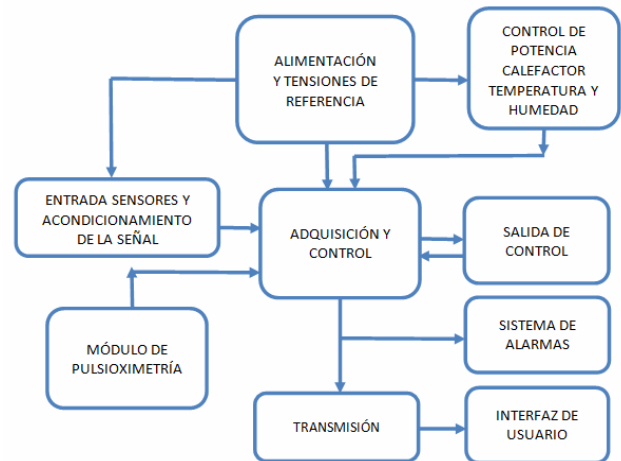 ALIMENTACIÓN
Y TENSIONES DE
REFERENCIA
CONTROL DE
POTENCIA
CALEFACTOR
TEMPERATURA Y
HUMEDAD
ENTRADA SENSORES Y
ACONDICIONAMIENTO
DE LA SEÑAL
ADQUISICIÓN Y
CONTROL
SALIDA DE
CONTROL
MÓDULO DE
PULSIOXIMETRÍA
SISTEMA DE
ALARMAS
TRANSMISIÓN
INTERFAZ DE
USUARIO